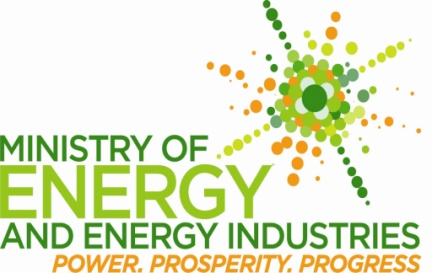 MINISTRY OF
ENERGY
AND ENERGY INDUSTRIES
POWER. PROSPERITY. PROGRESS